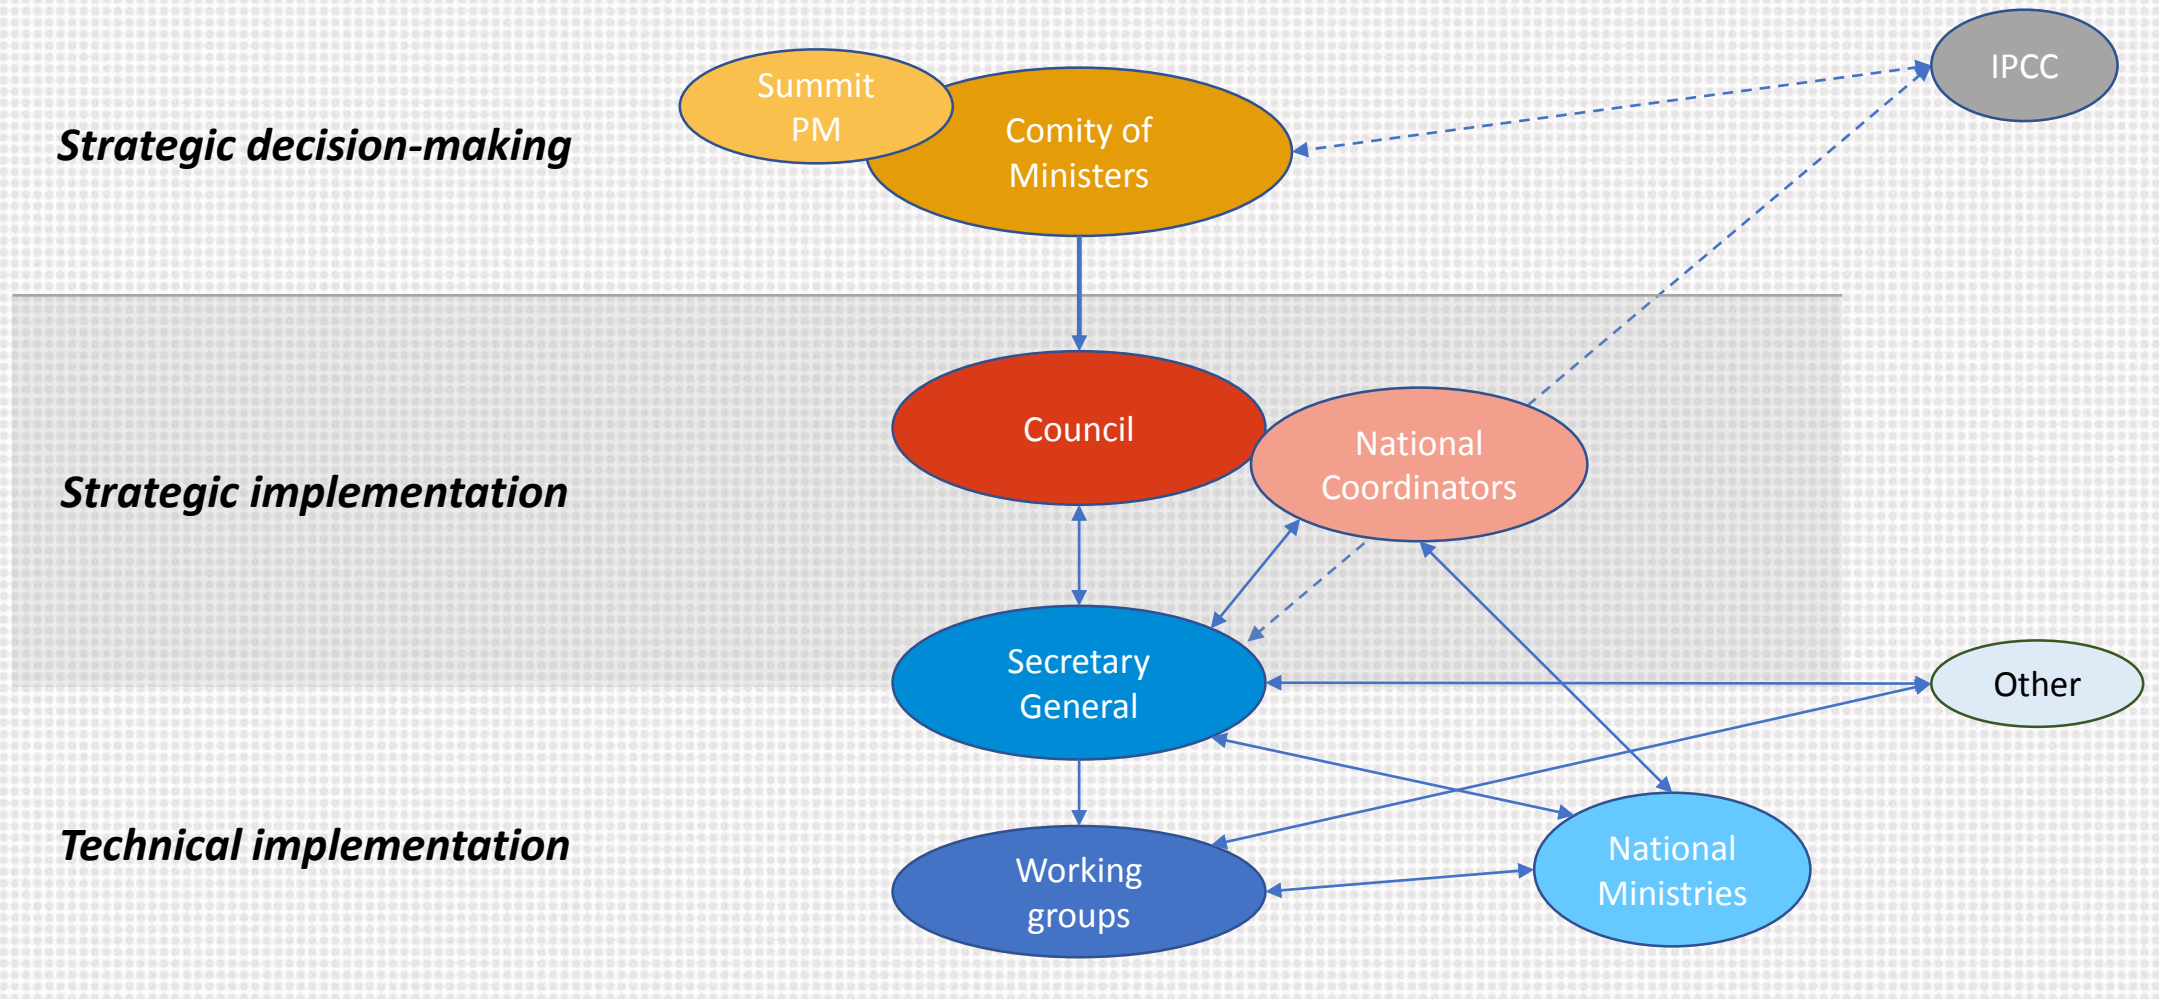 Summit
PM
IPCC
Strategic decision-making
Comity of
Ministers
Council
National
Coordinators
Strategic implementation
Secretary
General
Other
Technical implementation
Working
groups
National
Ministries